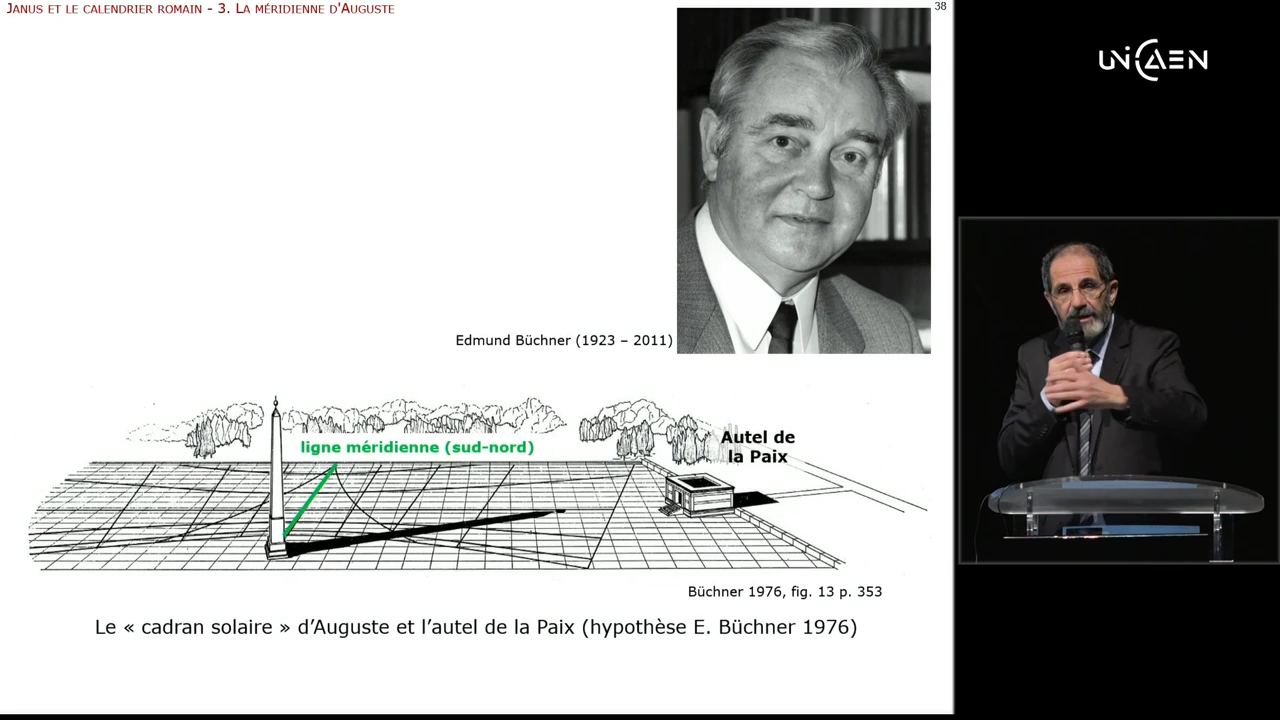 JANUS ET LE CALENDRIER ROMAIN - 3. LA MÉRIDIENNE D'AUGUSTE
38
UNICAEN
Edmund Büchner (1923 – 2011)
ligne méridienne (sud-nord)
Autel de
la Paix
Büchner 1976, fig. 13 p. 353
Le « cadran solaire » d'Auguste et l'autel de la Paix (hypothèse E. Büchner 1976)